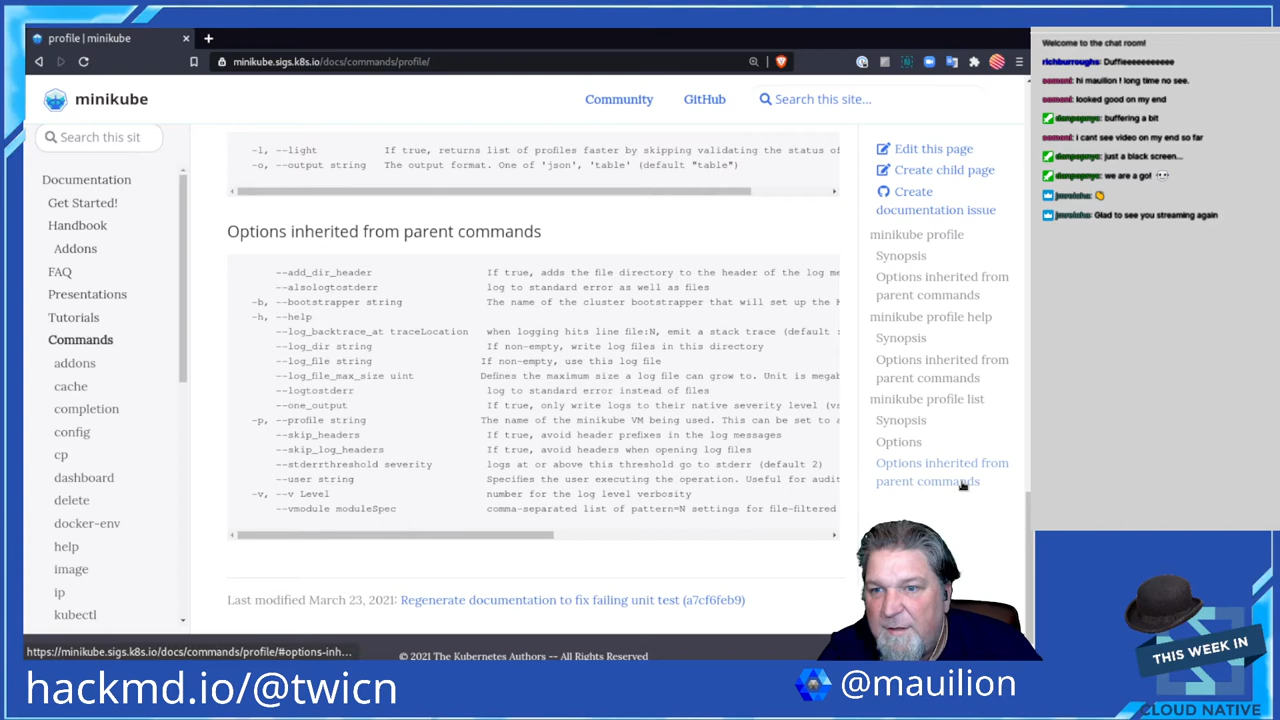 profile | minikube
minikube.sigs.k8s.io/docs/commands/profile/
minikube
Community
GitHub
Search this site...
Search this sit
Documentation
Get Started!
Handbook
Addons
FAQ
Presentations
Tutorials
Commands
addons
cache
completion
config
cp
dashboard
delete
docker-env
help
image
ip
kubectl
-l, --light If true, returns list of profiles faster by skipping validating the status of
-o, --output string The output format. One of 'json', 'table' (default "table")
Options inherited from parent commands
--add_dir_header If true, adds the file directory to the header of the log me
--alsologtostderr log to standard error as well as files
-b, --bootstrapper string The name of the cluster bootstrapper that will set up the K
-h, --help
--log_backtrace_at traceLocation when logging hits line file:N, emit a stack trace (default :
--log_dir string If non-empty, write log files in this directory
--log_file string If non-empty, use this log file
--log_file_max_size uint Defines the maximum size a log file can grow to. Unit is megab
--logtostderr log to standard error instead of files
--one_output If true, only write logs to their native severity level (vs
-p, --profile string The name of the minikube VM being used. This can be set to a
--skip_headers If true, avoid header prefixes in the log messages
--skip_log_headers If true, avoid headers when opening log files
--stderrthreshold severity logs at or above this threshold go to stderr (default 2)
--user string Specifies the user executing the operation. Useful for audit
-v, --v Level number for the log level verbosity
--vmodule moduleSpec comma-separated list of pattern=N settings for file-filtered
Last modified March 23, 2021: Regenerate documentation to fix failing unit test (a7cf6feb9)
© 2021 The Kubernetes Authors -- All Rights Reserved
https://minikube.sigs.k8s.io/docs/commands/profile/#options-inh...
Edit this page
Create child page
Create
documentation issue
minikube profile
Synopsis
Options inherited from
parent commands
minikube profile help
Synopsis
Options inherited from
parent commands
minikube profile list
Synopsis
Options
Options inherited from
parent commands
Welcome to the chat room!
richburroughs: Duffieeeeeeeeeee
hi mauilion ! long time no see.
looked good on my end
buffering a bit
i cant see video on my end so far
just a black screen...
we are a go!
Glad to see you streaming again
hackmd.io/@twicn
@mauilion
THIS WEEK IN
CLOUD NATIVE